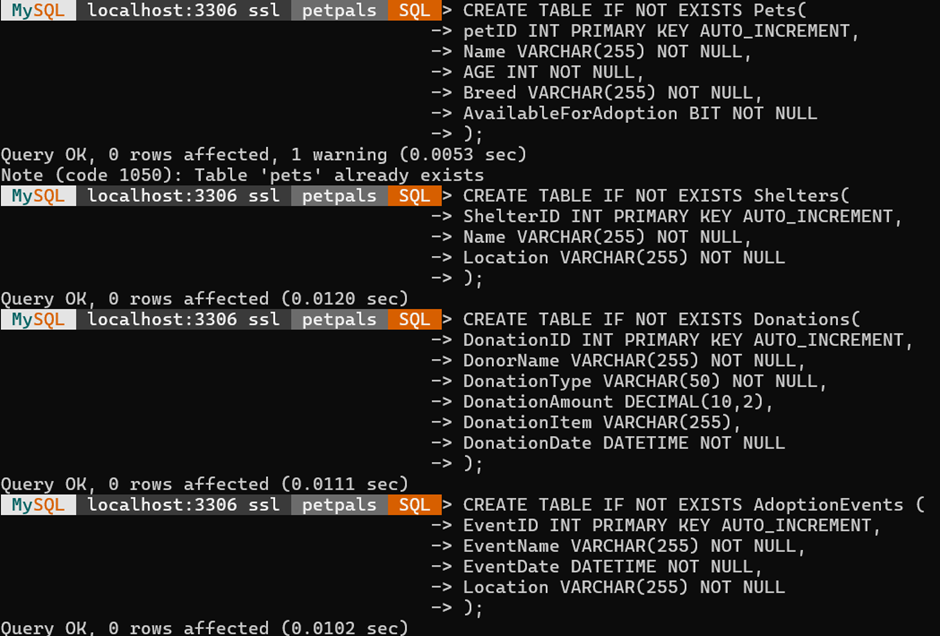 MySQL localhost:3306 ssl petpals SQL > CREATE TABLE IF NOT EXISTS Pets(
-> petID INT PRIMARY KEY AUTO_INCREMENT,
-> Name VARCHAR(255) NOT NULL,
-> AGE INT NOT NULL,
-> Breed VARCHAR(255) NOT NULL,
-> AvailableForAdoption BIT NOT NULL
-> );
Query OK, 0 rows affected, 1 warning (0.0053 sec)
Note (code 1050): Table 'pets' already exists
MySQL localhost:3306 ssl petpals SQL > CREATE TABLE IF NOT EXISTS Shelters(
-> ShelterID INT PRIMARY KEY AUTO_INCREMENT,
-> Name VARCHAR(255) NOT NULL,
-> Location VARCHAR(255) NOT NULL
-> );
Query OK, 0 rows affected (0.0120 sec)
MySQL localhost:3306 ssl petpals SQL > CREATE TABLE IF NOT EXISTS Donations(
-> DonationID INT PRIMARY KEY AUTO_INCREMENT,
-> DonorName VARCHAR(255) NOT NULL,
-> DonationType VARCHAR(50) NOT NULL,
-> DonationAmount DECIMAL(10,2),
-> DonationItem VARCHAR(255),
-> DonationDate DATETIME NOT NULL
-> );
Query OK, 0 rows affected (0.0111 sec)
MySQL localhost:3306 ssl petpals SQL > CREATE TABLE IF NOT EXISTS AdoptionEvents (
-> EventID INT PRIMARY KEY AUTO_INCREMENT,
-> EventName VARCHAR(255) NOT NULL,
-> EventDate DATETIME NOT NULL,
-> Location VARCHAR(255) NOT NULL
-> );
Query OK, 0 rows affected (0.0102 sec)